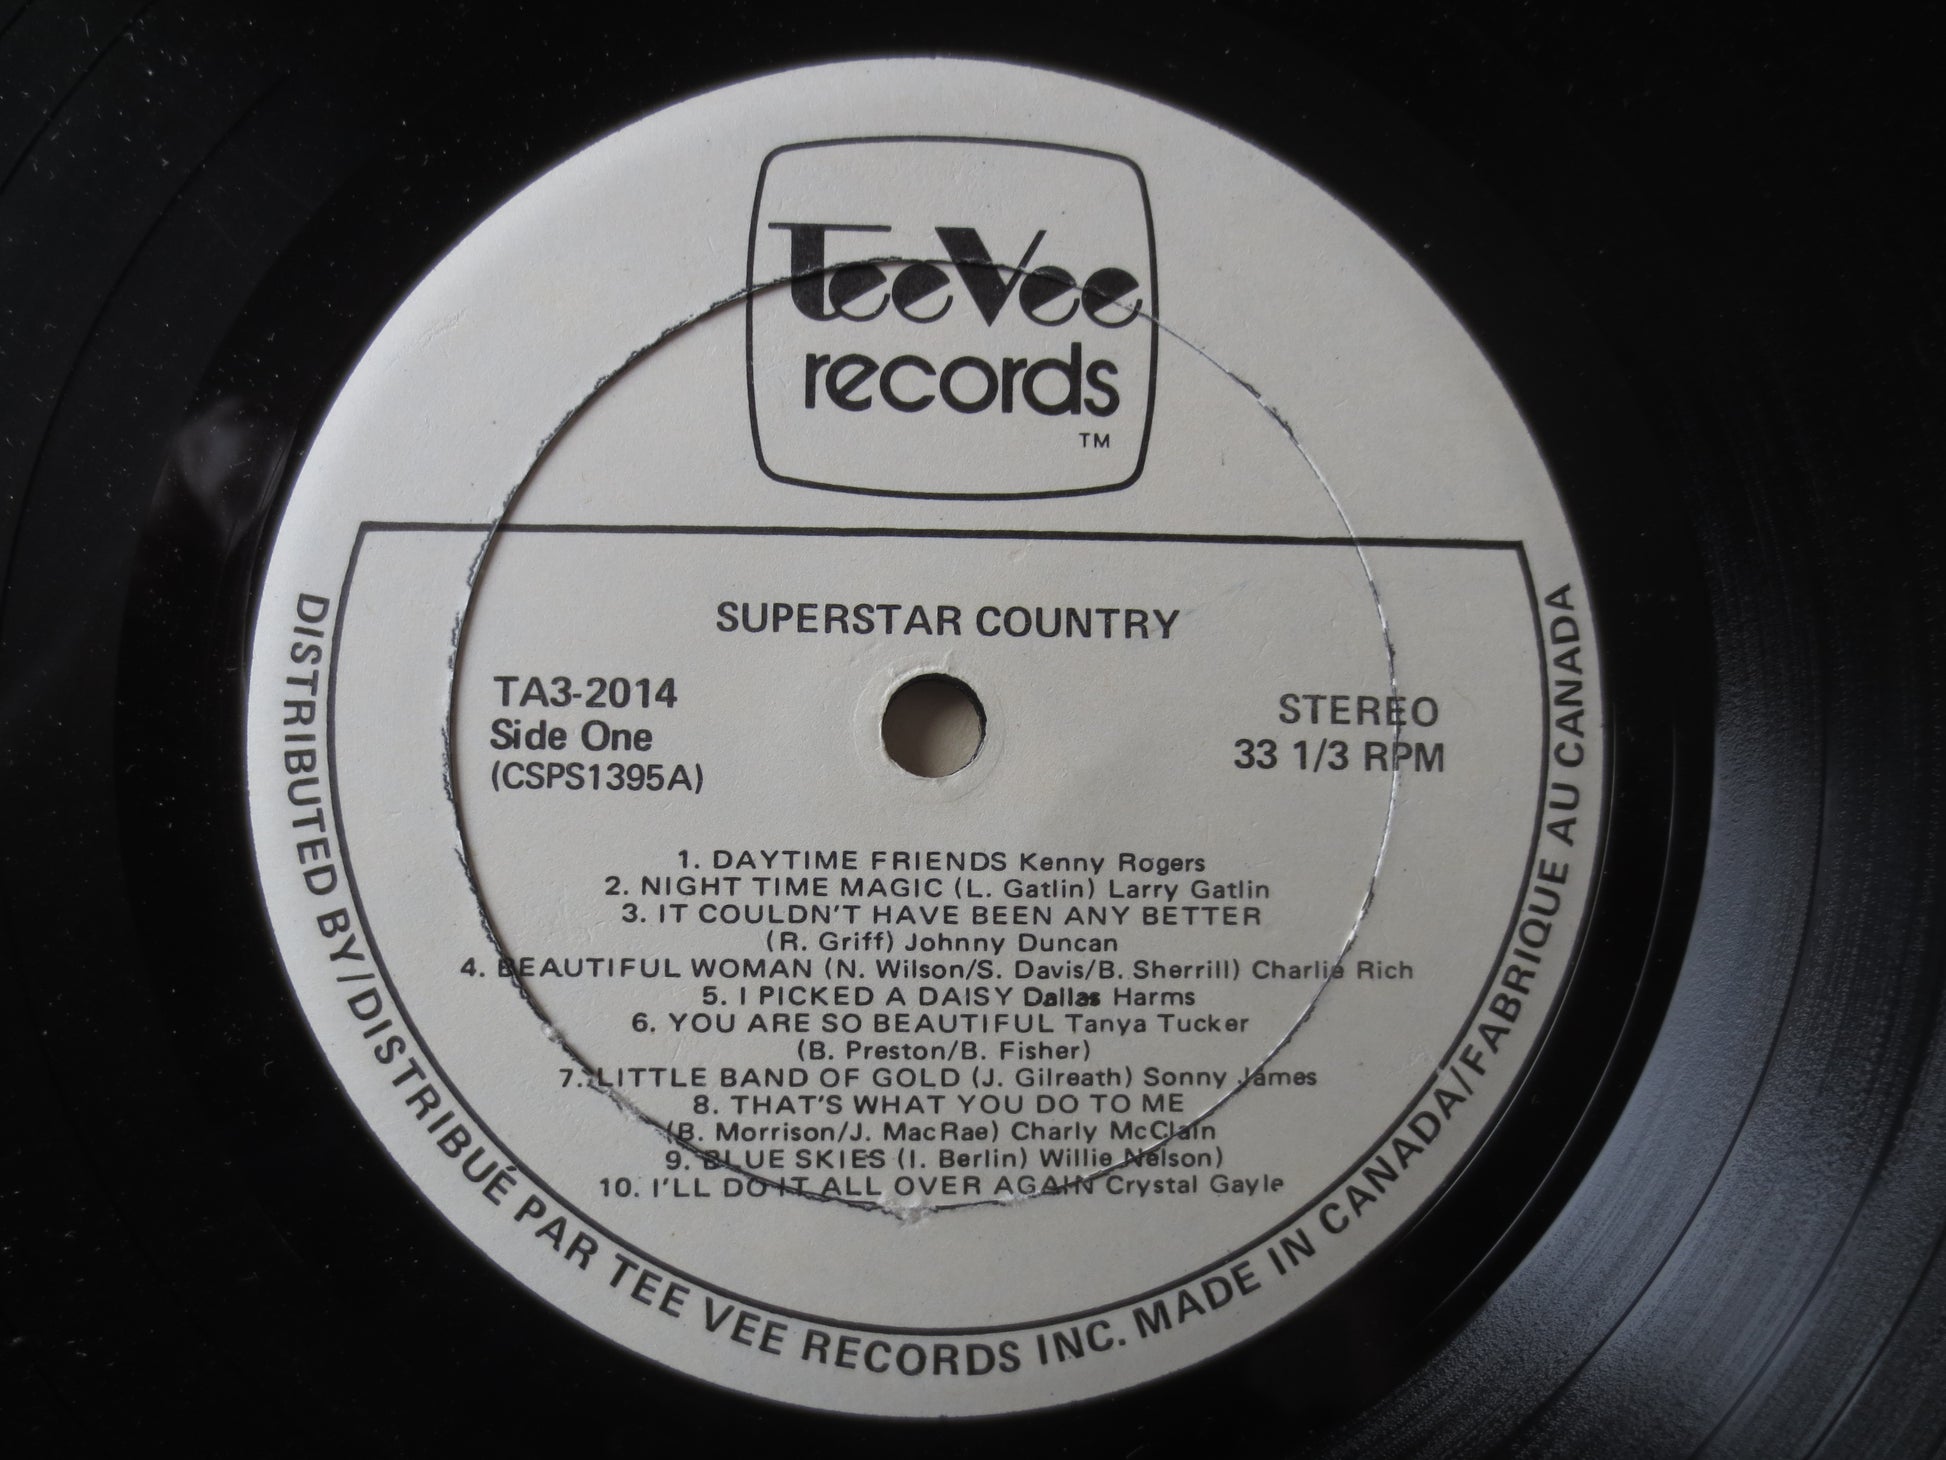 TeeVee
records
TM
SUPERSTAR COUNTRY
TA3-2014
Side One
(CSPS1395A)
STEREO
33 1/3 RPM
1. DAYTIME FRIENDS Kenny Rogers
2. NIGHT TIME MAGIC (L. Gatlin) Larry Gatlin
3. IT COULDN'T HAVE BEEN ANY BETTER
(R. Griff) Johnny Duncan
4. BEAUTIFUL WOMAN (N. Wilson/S. Davis/B. Sherrill) Charlie Rich
5. I PICKED A DAISY Dallas Harms
6. YOU ARE SO BEAUTIFUL Tanya Tucker
(B. Preston/B. Fisher)
7. LITTLE BAND OF GOLD (J. Gilreath) Sonny James
8. THAT'S WHAT YOU DO TO ME
(B. Morrison/J. MacRae) Charly McClain
9. BLUE SKIES (I. Berlin) Willie Nelson)
10. I'LL DO IT ALL OVER AGAIN Crystal Gayle
DISTRIBUTED BY/DISTRIBUÉ PAR TEE VEE RECORDS INC. MADE IN CANADA/FABRIQUE AU CANADA